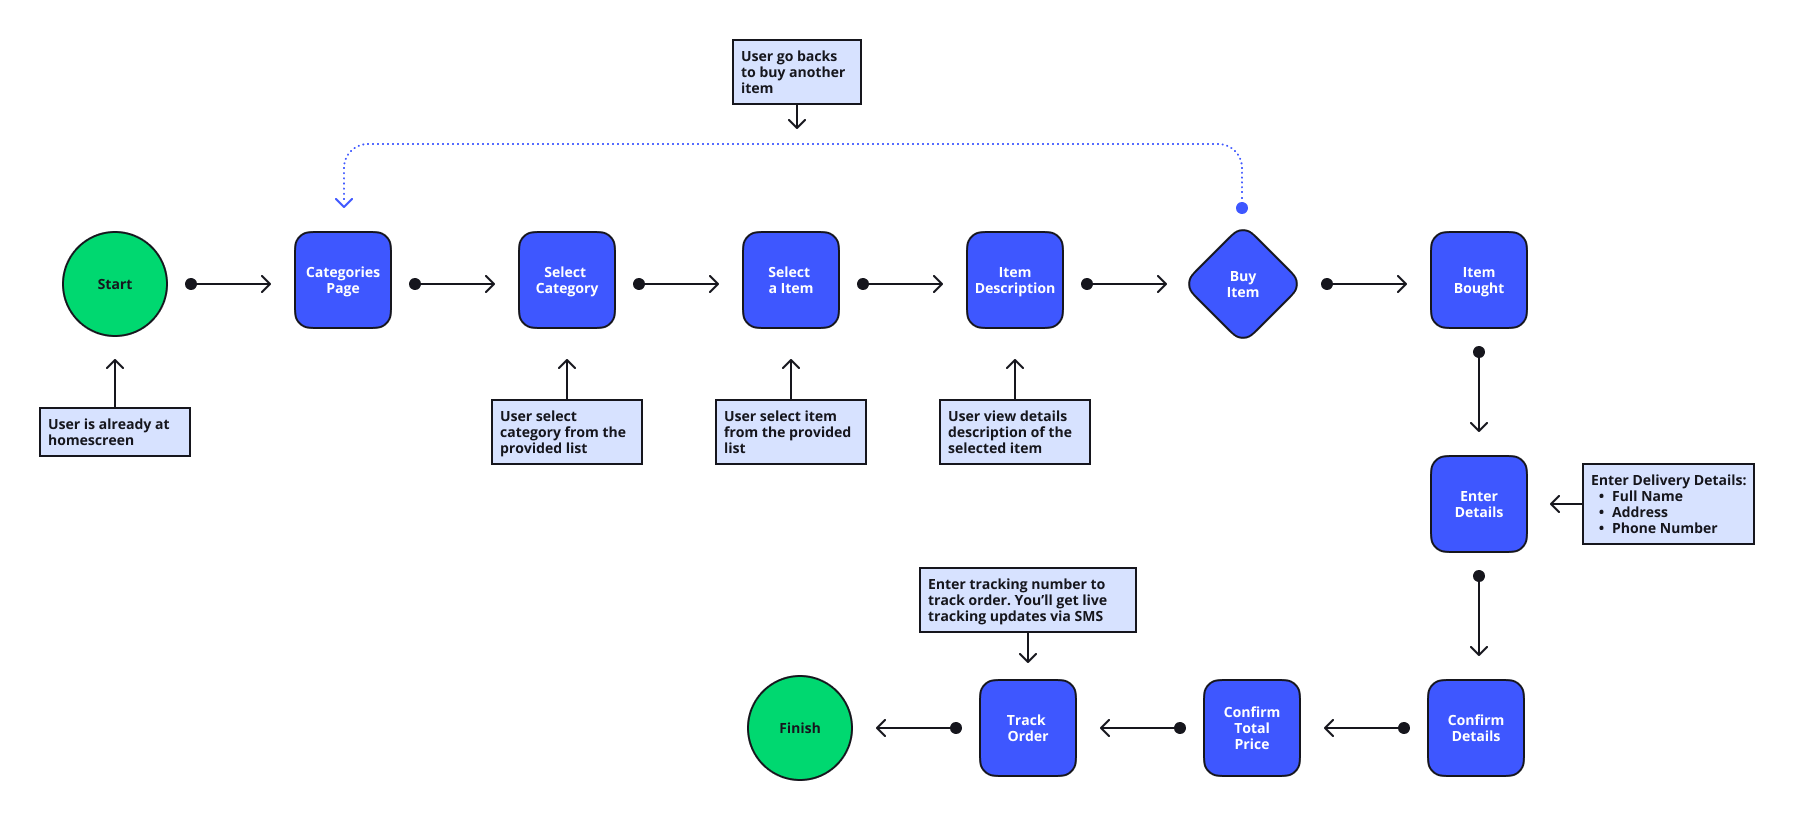 User go backs
to buy another
item
Start
Categories
Page
Select
Category
Select
a Item
Item
Description
Buy
Item
Item
Bought
User is already at
homescreen
User select
category from the
provided list
User select item
from the provided
list
User view details
description of the
selected item
Enter
Details
Enter Delivery Details:
• Full Name
• Address
• Phone Number
Enter tracking number to
track order. You’ll get live
tracking updates via SMS
Finish
Track
Order
Confirm
Total
Price
Confirm
Details